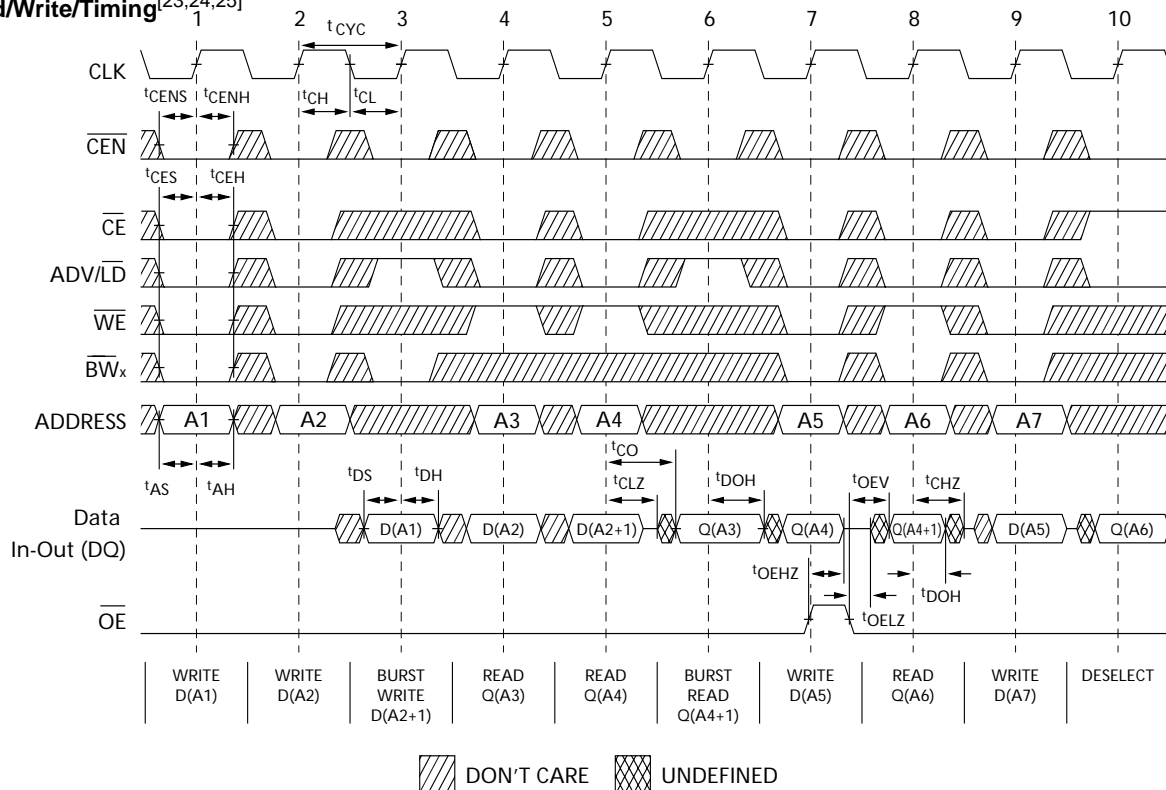 d/Write/Timing[23,24,25]
1 2 3 4 5 6 7 8 9 10
tCYC
CLK
tCENS tCENH tCH tCL
CEN
tCES tCEH
CE
ADV/LD
WE
BWx
ADDRESS A1 A2 A3 A4 A5 A6 A7
tCO
tAS tAH tDS tDH tCLZ tDOH tOEV tCHZ
Data
In-Out (DQ)
D(A1) D(A2) D(A2+1) Q(A3) Q(A4) Q(A4+1) D(A5) Q(A6)
tOEHZ tDOH
tOELZ
OE
WRITE
D(A1)
WRITE
D(A2)
BURST
WRITE
D(A2+1)
READ
Q(A3)
READ
Q(A4)
BURST
READ
Q(A4+1)
WRITE
D(A5)
READ
Q(A6)
WRITE
D(A7)
DESELECT
DON'T CARE UNDEFINED